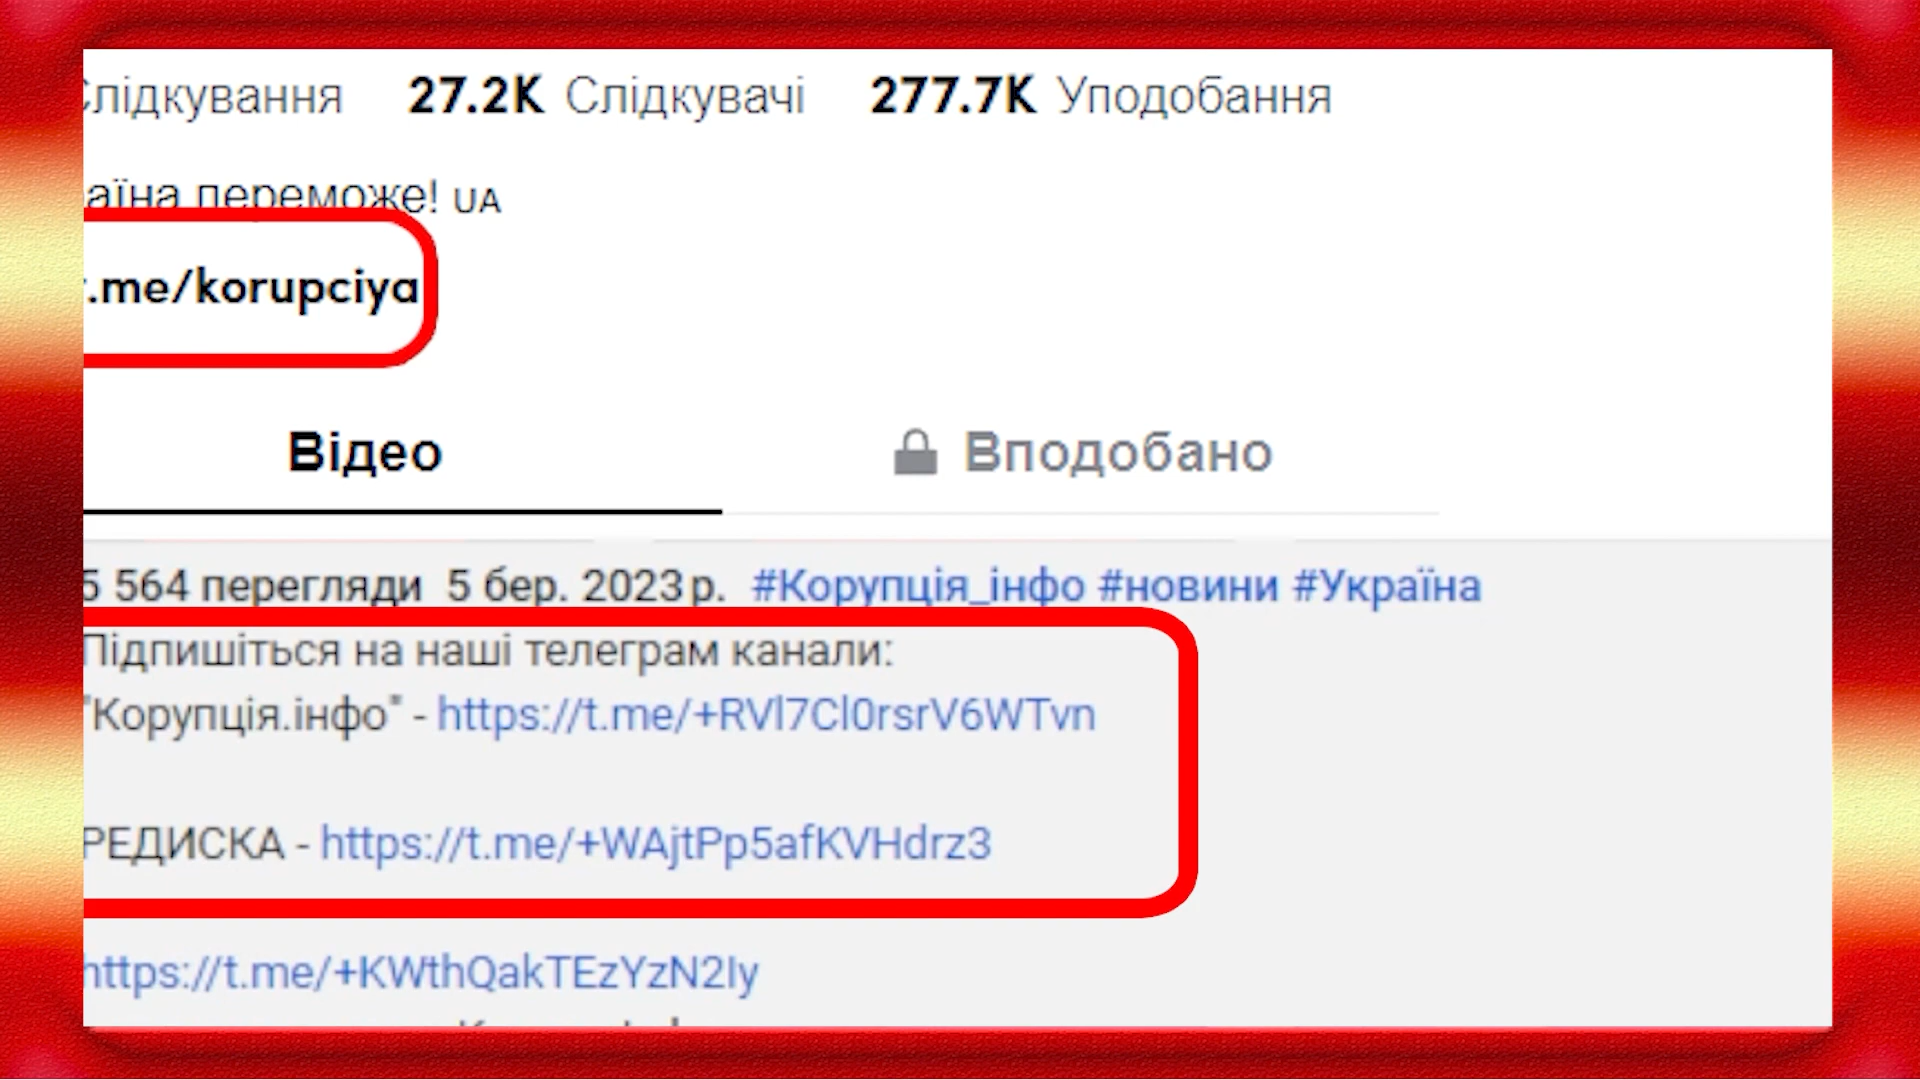 Слідкування 27.2K Слідкувачі 277.7K Уподобання
аїна переможе! UA
.me/korupciya
Відео Вподобано
5 564 перегляди 5 бер. 2023 р. #Корупція_інфо #новини #Україна
Підпишіться на наші телеграм канали:
"Корупція.інфо" - https://t.me/+RVl7Cl0rsrV6WTvn
РЕДИСКА - https://t.me/+WAjtPp5afKVHdrz3
https://t.me/+KWthQakTEzYzN2Iy